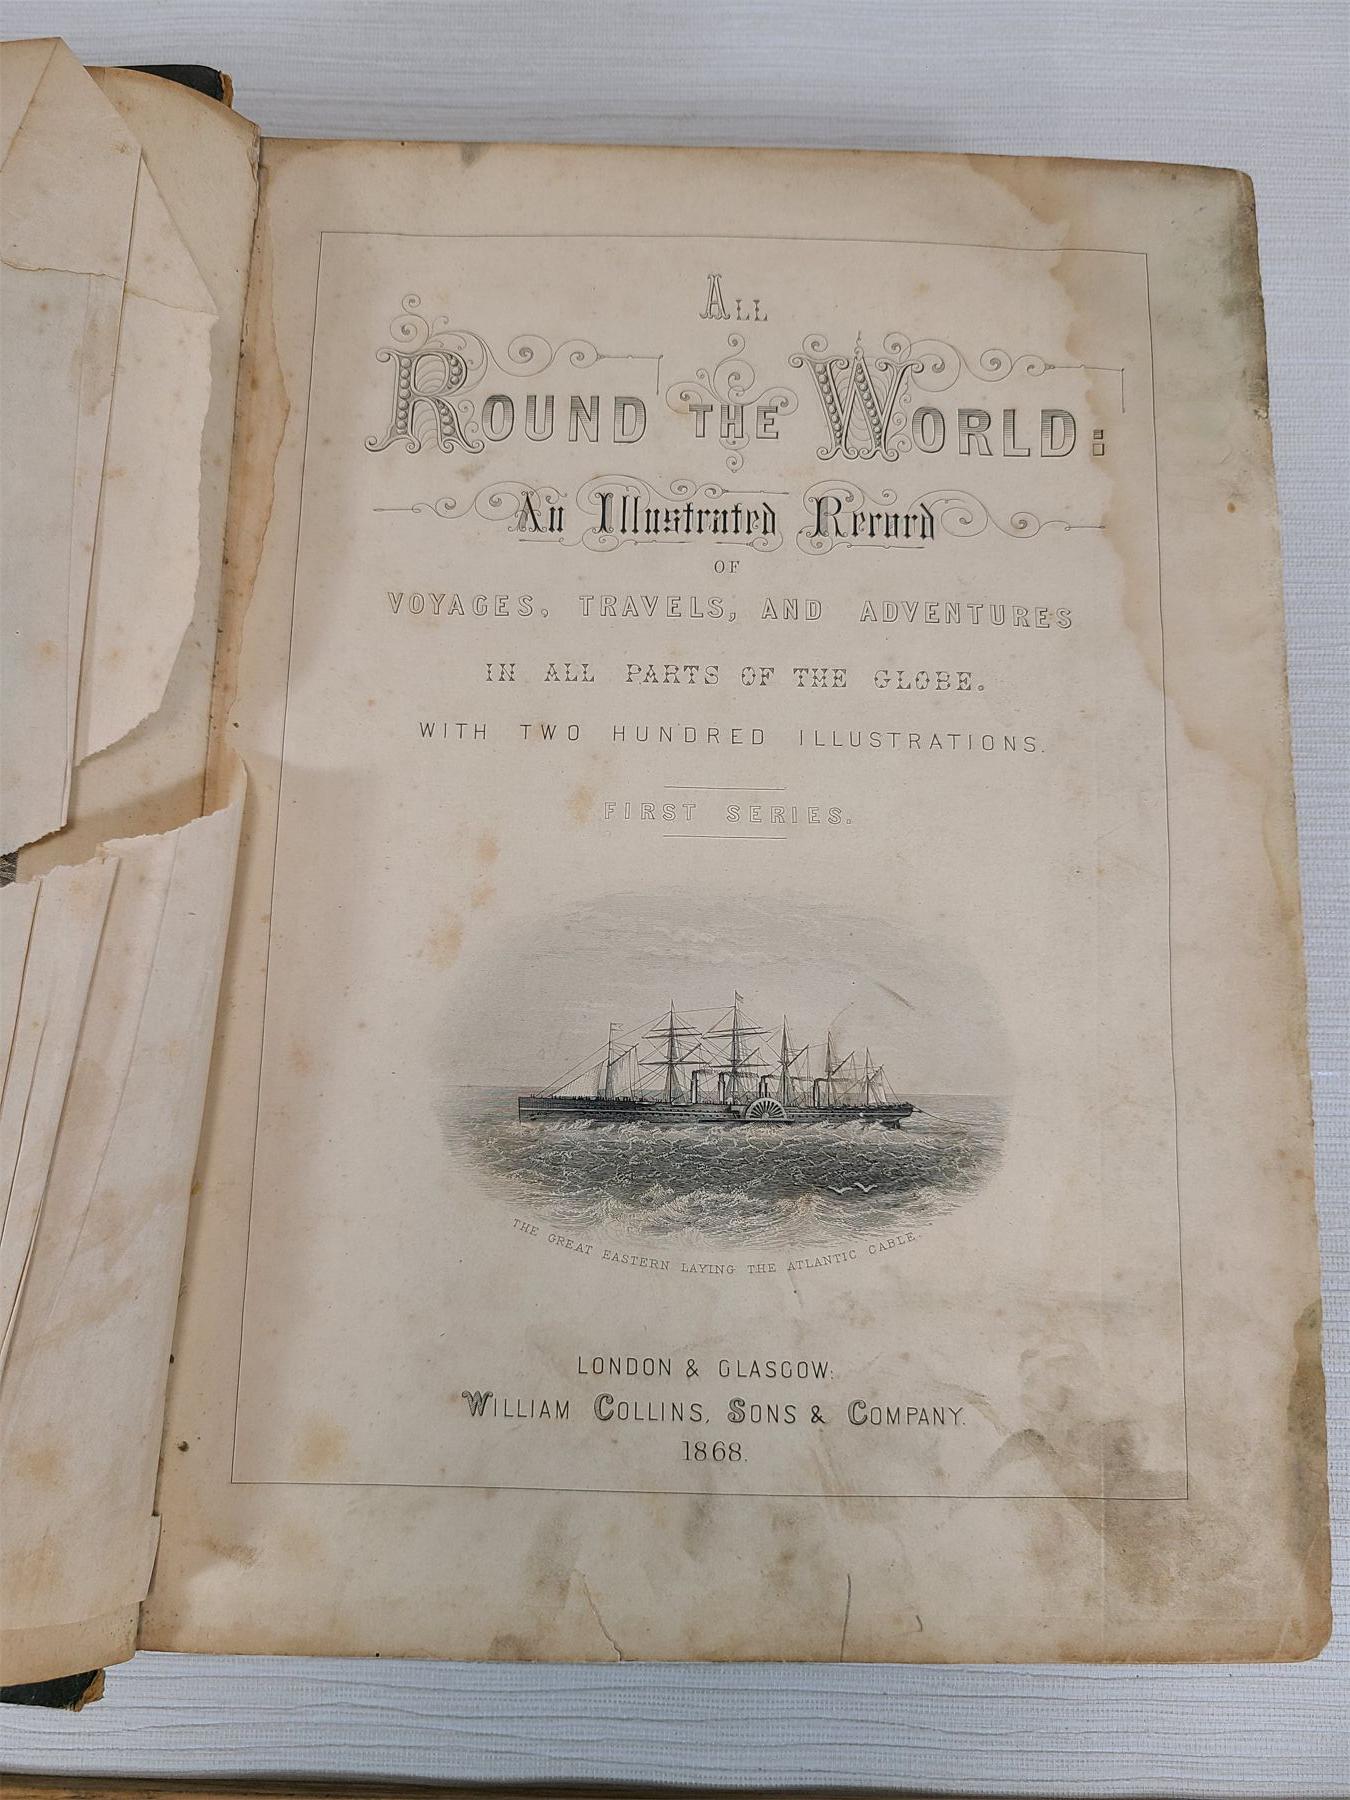 ALL
ROUND THE WORLD:
An Illustrated Record
OF
VOYAGES, TRAVELS, AND ADVENTURES
IN ALL PARTS OF THE GLOBE.
WITH TWO HUNDRED ILLUSTRATIONS.
FIRST SERIES.
THE GREAT EASTERN LAYING THE ATLANTIC CABLE.
LONDON & GLASGOW:
WILLIAM COLLINS, SONS & COMPANY.
1868.